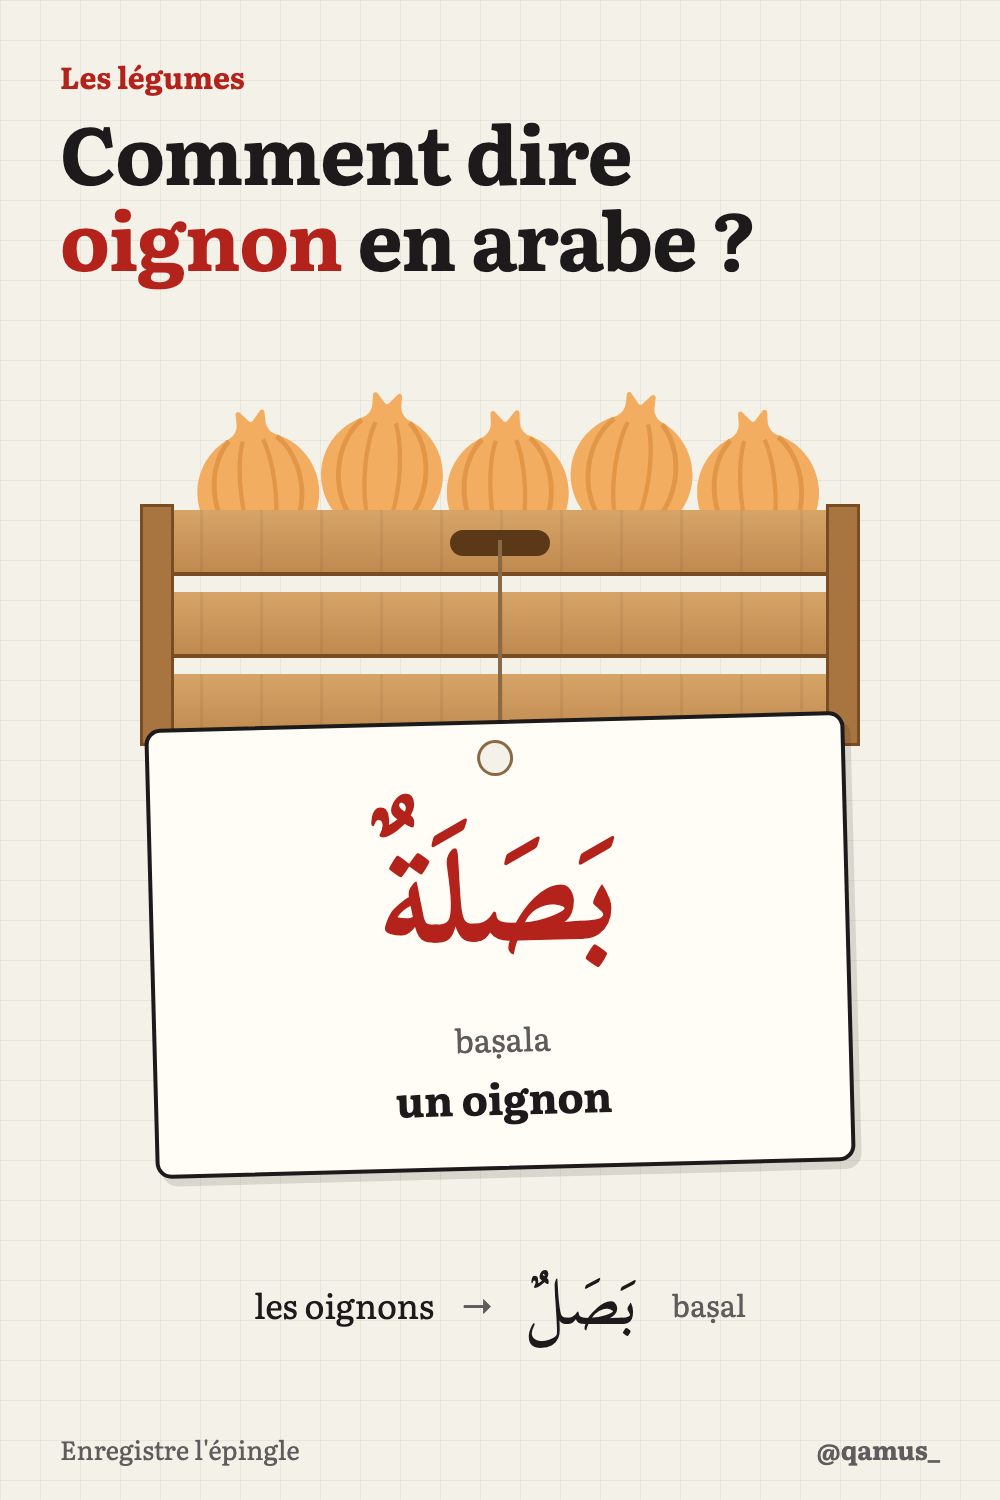 Les légumes
Comment dire
oignon en arabe ?
بَصَلَةٌ
baṣala
un oignon
les oignons → بَصَلٌ baṣal
Enregistre l'épingle
@qamus_